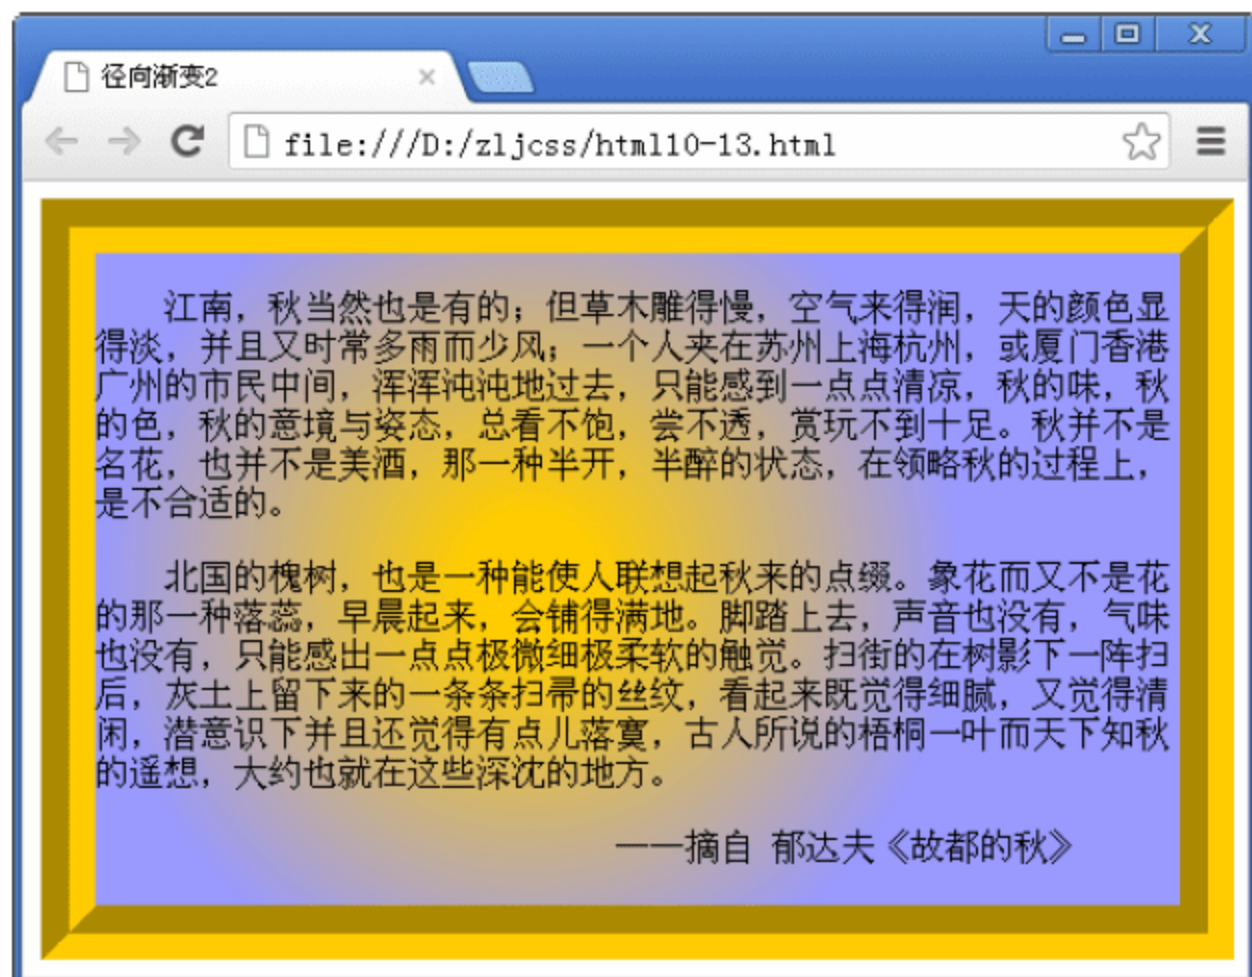 径向渐变2
file:///D:/zljcss/html10-13.html
江南，秋当然也是有的；但草木雕得慢，空气来得润，天的颜色显
得淡，并且又时常多雨而少风；一个人夹在苏州上海杭州，或厦门香港
广州的市民中间，浑浑沌沌地过去，只能感到一点点清凉，秋的味，秋
的色，秋的意境与姿态，总看不饱，尝不透，赏玩不到十足。秋并不是
名花，也并不是美酒，那一种半开，半醉的状态，在领略秋的过程上，
是不合适的。
北国的槐树，也是一种能使人联想起秋来的点缀。象花而又不是花
的那一种落蕊，早晨起来，会铺得满地。脚踏上去，声音也没有，气味
也没有，只能感出一点点极微细极柔软的触觉。扫街的在树影下一阵扫
后，灰土上留下来的一条条扫帚的丝纹，看起来既觉得细腻，又觉得清
闲，潜意识下并且还觉得有点儿落寞，古人所说的梧桐一叶而天下知秋
的遥想，大约也就在这些深沈的地方。
——摘自 郁达夫《故都的秋》